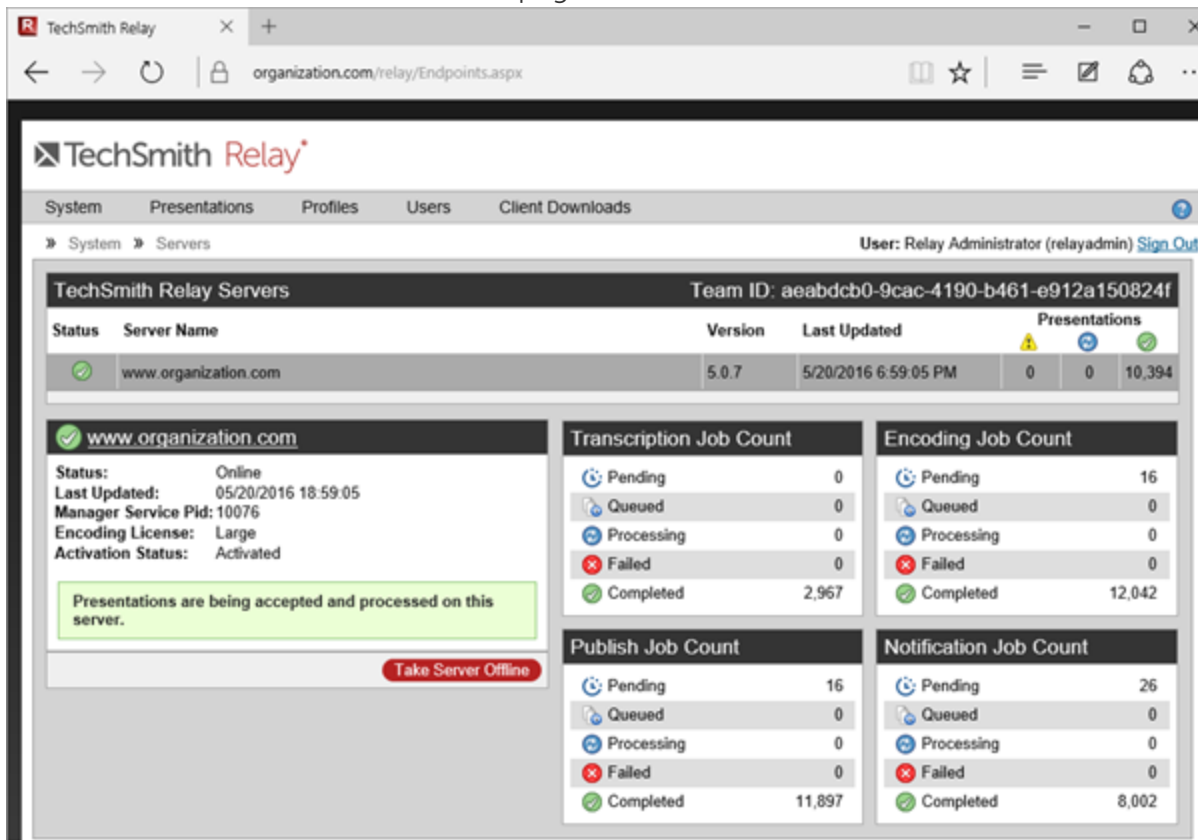 TechSmith Relay
organization.com/relay/Endpoints.aspx
TechSmith Relay
System Presentations Profiles Users Client Downloads
» System » Servers User: Relay Administrator (relayadmin) Sign Out
TechSmith Relay Servers Team ID: aeabdcb0-9cac-4190-b461-e912a150824f
Status Server Name Version Last Updated Presentations
www.organization.com 5.0.7 5/20/2016 6:59:05 PM 0 0 10,394
www.organization.com
Status: Online
Last Updated: 05/20/2016 18:59:05
Manager Service Pid: 10076
Encoding License: Large
Activation Status: Activated
Presentations are being accepted and processed on this
server.
Take Server Offline
Transcription Job Count
Pending 0
Queued 0
Processing 0
Failed 0
Completed 2,967
Encoding Job Count
Pending 16
Queued 0
Processing 0
Failed 0
Completed 12,042
Publish Job Count
Pending 16
Queued 0
Processing 0
Failed 0
Completed 11,897
Notification Job Count
Pending 26
Queued 0
Processing 0
Failed 0
Completed 8,002